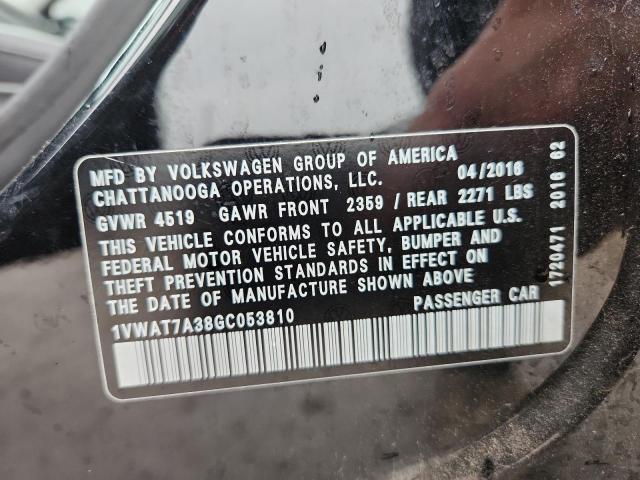 MFD BY VOLKSWAGEN GROUP OF AMERICA
CHATTANOOGA OPERATIONS, LLC. 04/2016
GVWR 4519 GAWR FRONT 2359 / REAR 2271 LBS
THIS VEHICLE CONFORMS TO ALL APPLICABLE U.S.
FEDERAL MOTOR VEHICLE SAFETY, BUMPER AND
THEFT PREVENTION STANDARDS IN EFFECT ON
THE DATE OF MANUFACTURE SHOWN ABOVE
1VWAT7A38GC053810 PASSENGER CAR
1720471 2016 62